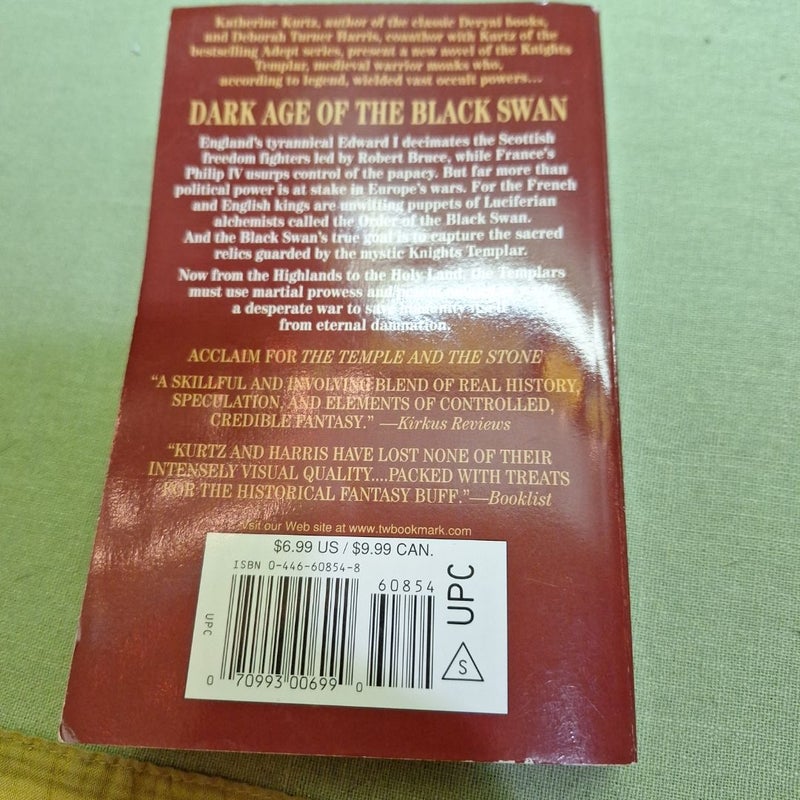 Katherine Kurtz, author of the classic Deryni books,
and Deborah Turner Harris, coauthor with Kurtz of the
bestselling Adept series, present a new novel of the Knights
Templar, medieval warrior monks who,
according to legend, wielded vast occult powers...
DARK AGE OF THE BLACK SWAN
England's tyrannical Edward I decimates the Scottish
freedom fighters led by Robert Bruce, while France's
Philip IV usurps control of the papacy. But far more than
political power is at stake in Europe's wars. For the French
and English kings are unwitting puppets of Luciferian
alchemists called the Order of the Black Swan.
And the Black Swan's true goal is to capture the sacred
relics guarded by the mystic Knights Templar.
Now from the Highlands to the Holy Land, the Templars
must use martial prowess and
a desperate war to save
from eternal damnation.
ACCLAIM FOR THE TEMPLE AND THE STONE
"A SKILLFUL AND INVOLVING BLEND OF REAL HISTORY,
SPECULATION, AND ELEMENTS OF CONTROLLED,
CREDIBLE FANTASY." —Kirkus Reviews
"KURTZ AND HARRIS HAVE LOST NONE OF THEIR
INTENSELY VISUAL QUALITY....PACKED WITH TREATS
FOR THE HISTORICAL FANTASY BUFF."—Booklist
Visit our Web site at www.twbookmark.com
$6.99 US / $9.99 CAN.
ISBN 0-446-60854-8
60854
UPC
UPC
S
0 70993 00699 0